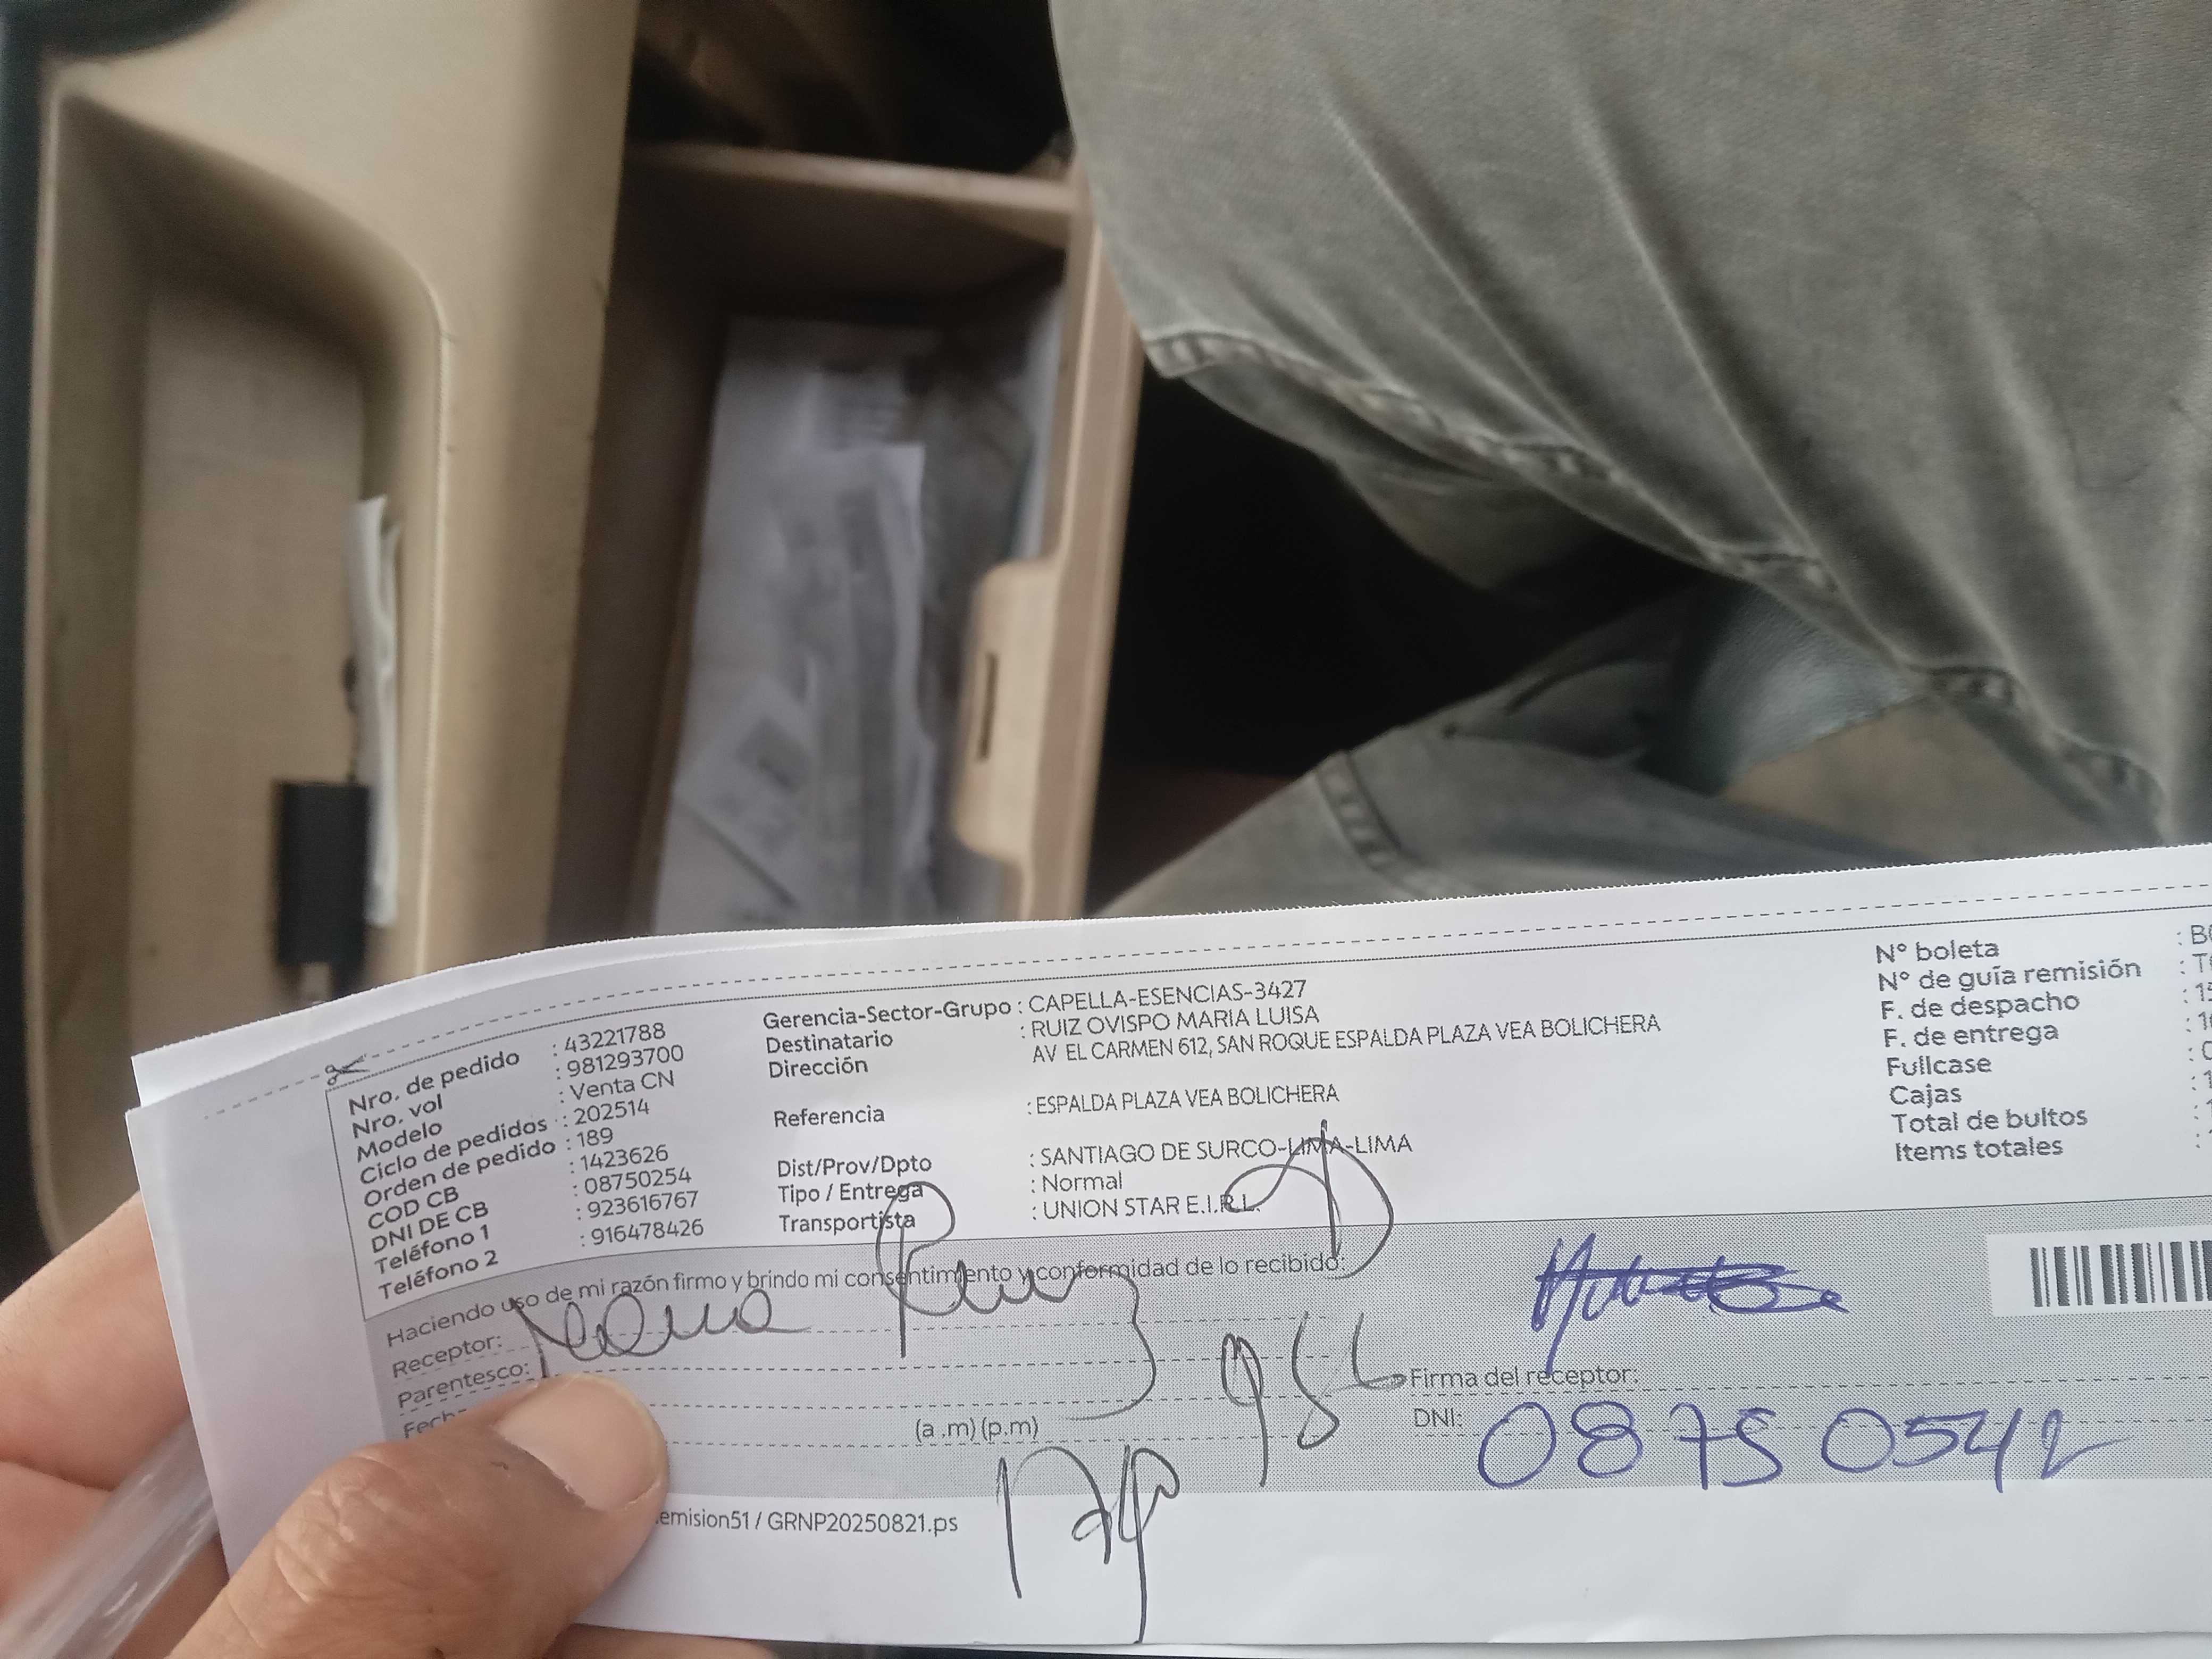 Nro. de pedido : 43221788
Nro. vol : 981293700
Modelo : Venta CN
Ciclo de pedidos : 202514
Orden de pedido : 189
COD CB : 1423626
DNI DE CB : 08750254
Teléfono 1 : 923616767
Teléfono 2 : 916478426
Gerencia-Sector-Grupo : CAPELLA-ESENCIAS-3427
Destinatario : RUIZ OVISPO MARIA LUISA
Dirección AV EL CARMEN 612, SAN ROQUE ESPALDA PLAZA VEA BOLICHERA
Referencia : ESPALDA PLAZA VEA BOLICHERA
Dist/Prov/Dpto : SANTIAGO DE SURCO-LIMA-LIMA
Tipo / Entrega : Normal
Transportista : UNION STAR E.I.R.L.
N° boleta
N° de guía remisión
F. de despacho
F. de entrega
Fullcase
Cajas
Total de bultos
Items totales
Haciendo uso de mi razón firmo y brindo mi consentimiento y conformidad de lo recibido:
Receptor: Ruiz
Parentesco:
(a .m) (p.m)
Firma del receptor:
DNI: 08750542
emision51 / GRNP20250821.ps